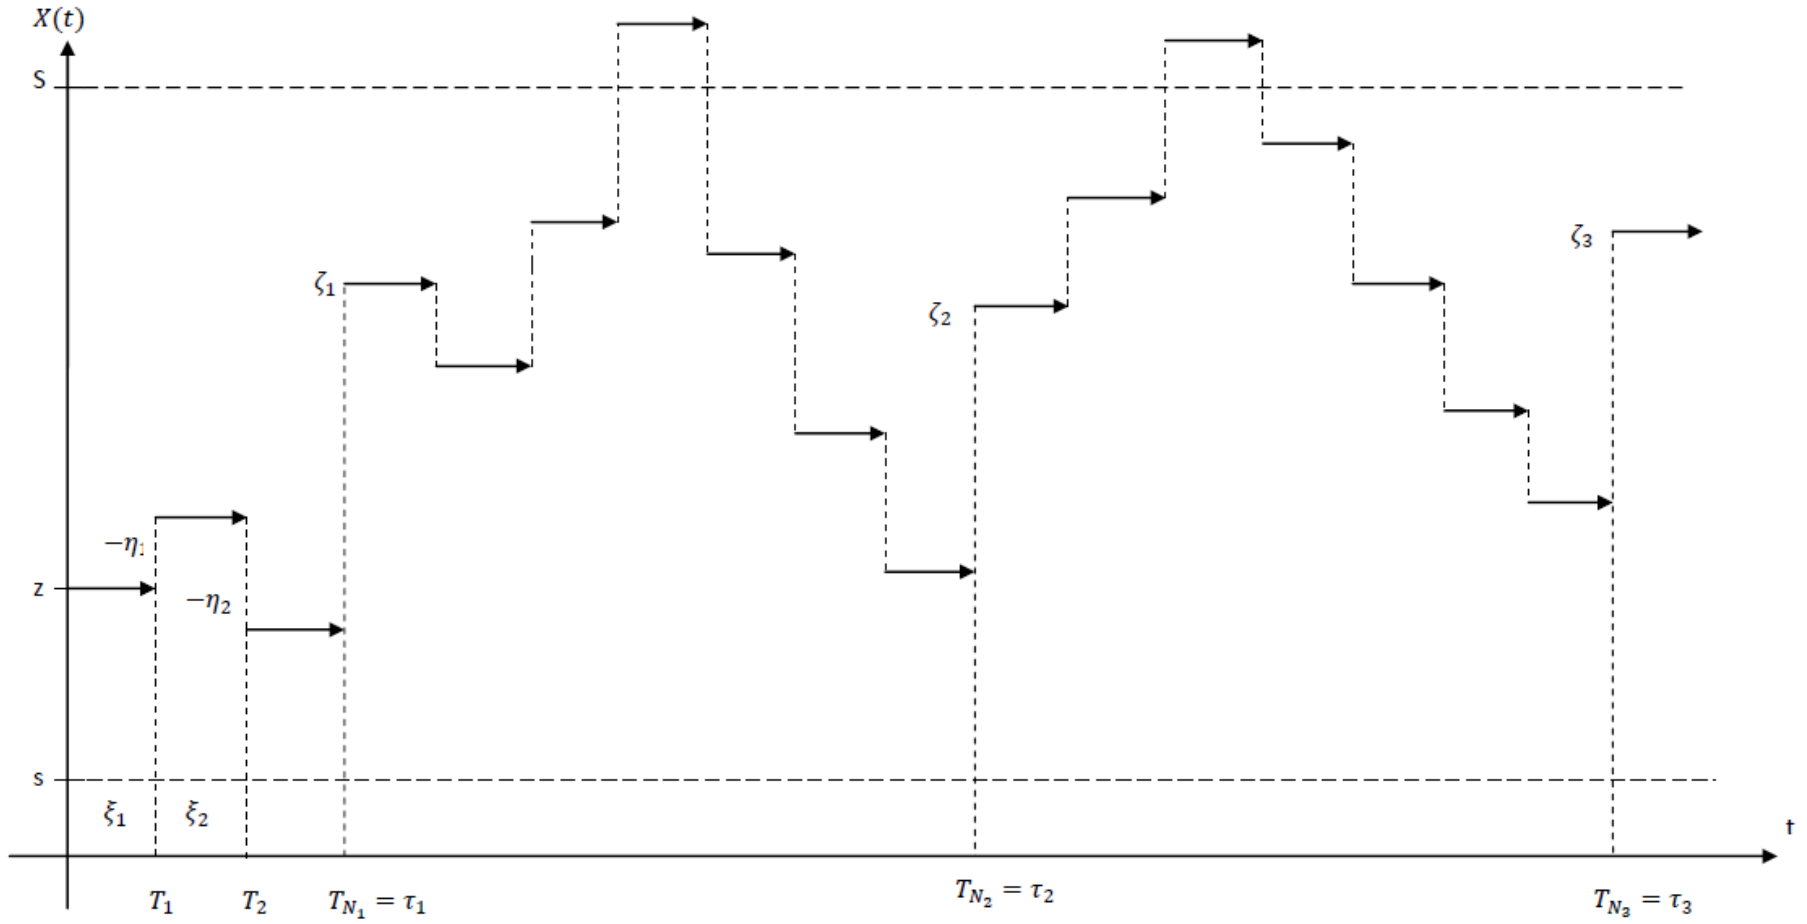 X(t)
S
ζ₁
ζ₂
ζ₃
−η₁
z
−η₂
s
ξ₁ ξ₂
t
T₁ T₂ T_{N₁} = τ₁ T_{N₂} = τ₂ T_{N₃} = τ₃